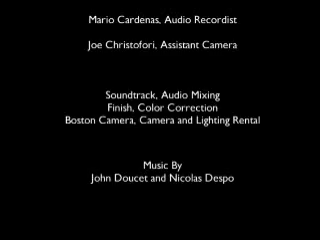 Mario Cardenas, Audio Recordist
Joe Christofori, Assistant Camera
Soundtrack, Audio Mixing
Finish, Color Correction
Boston Camera, Camera and Lighting Rental
Music By
John Doucet and Nicolas Despo